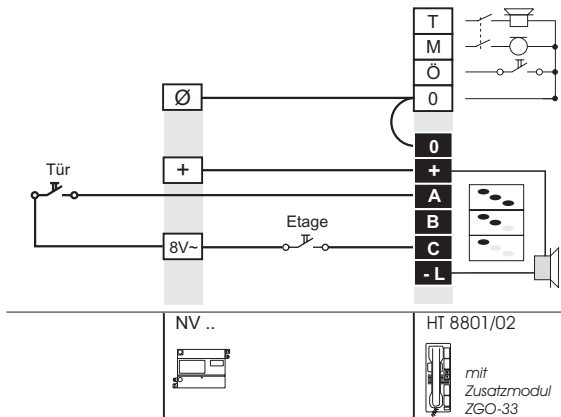 T
M
Ö
Ø
0
0
Tür
+
+
A
Etage
B
8V~
C
- L
NV ..
HT 8801/02
mit
Zusatzmodul
ZGO-33